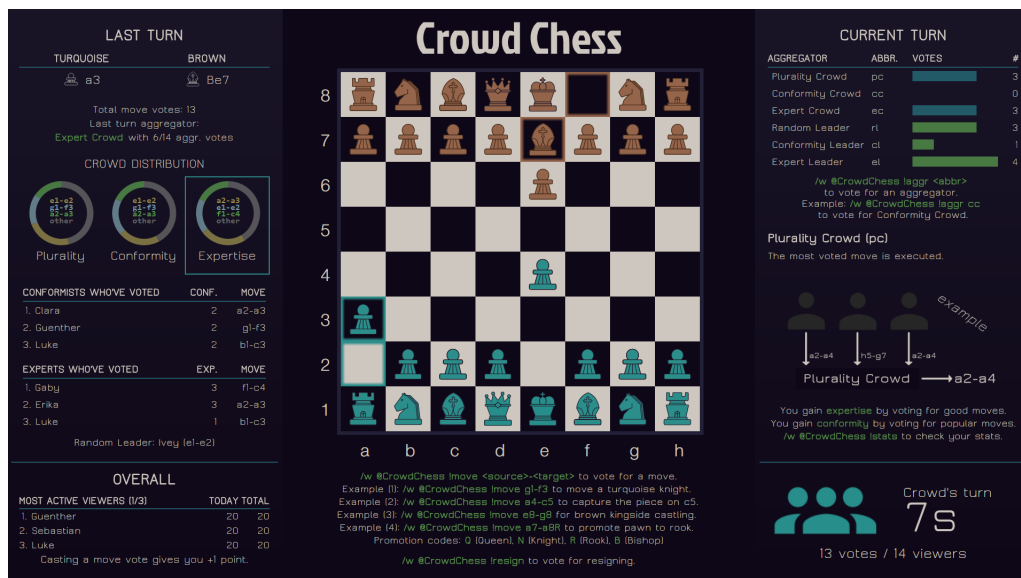 LAST TURN
TURQUOISE BROWN
a3 Be7
Total move votes: 13
Last turn aggregator:
Expert Crowd with 6/14 aggr. votes
CROWD DISTRIBUTION
e1-e2
g1-f3
a2-a3
other
Plurality
e1-e2
g1-f3
a2-a3
other
Conformity
a2-a3
e1-e2
f1-c4
other
Expertise
CONFORMISTS WHO'VE VOTED CONF. MOVE
1. Clara 2 a2-a3
2. Guenther 2 g1-f3
3. Luke 2 b1-c3
EXPERTS WHO'VE VOTED EXP. MOVE
1. Gaby 3 f1-c4
2. Erika 3 a2-a3
3. Luke 1 b1-c3
Random Leader: Ivey (e1-e2)
OVERALL
MOST ACTIVE VIEWERS (1/3) TODAY TOTAL
1. Guenther 20 20
2. Sebastian 20 20
3. Luke 20 20
Casting a move vote gives you +1 point.
Crowd Chess
8
7
6
5
4
3
2
1
a b c d e f g h
/w @CrowdChess !move <source>-<target> to vote for a move.
Example (1): /w @CrowdChess !move g1-f3 to move a turquoise knight.
Example (2): /w @CrowdChess !move a4-c5 to capture the piece on c5.
Example (3): /w @CrowdChess !move e8-g8 for brown kingside castling.
Example (4): /w @CrowdChess !move a7-a8R to promote pawn to rook.
Promotion codes: Q (Queen), N (Knight), R (Rook), B (Bishop)
/w @CrowdChess !resign to vote for resigning.
CURRENT TURN
AGGREGATOR ABBR. VOTES #
Plurality Crowd pc 3
Conformity Crowd cc 0
Expert Crowd ec 3
Random Leader rl 3
Conformity Leader cl 1
Expert Leader el 4
/w @CrowdChess !aggr <abbr>
to vote for an aggregator.
Example: /w @CrowdChess !aggr cc
to vote for Conformity Crowd.
Plurality Crowd (pc)
The most voted move is executed.
example
a2-a4 h5-g7 a2-a4
Plurality Crowd a2-a4
You gain expertise by voting for good moves.
You gain conformity by voting for popular moves.
/w @CrowdChess !stats to check your stats.
Crowd's turn
7s
13 votes / 14 viewers